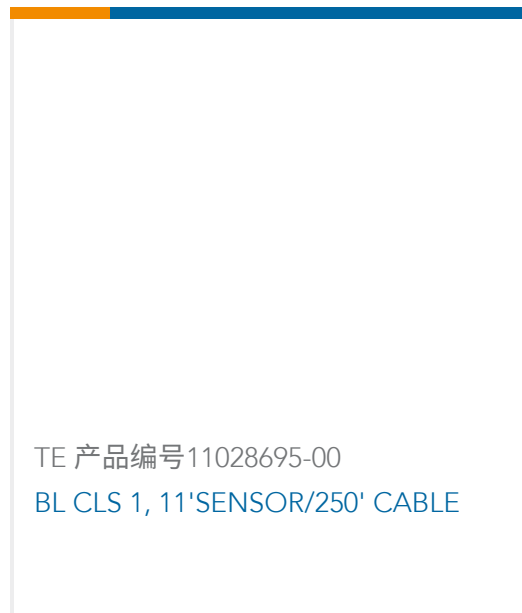 TE 产品编号11028695-00
BL CLS 1, 11'SENSOR/250' CABLE